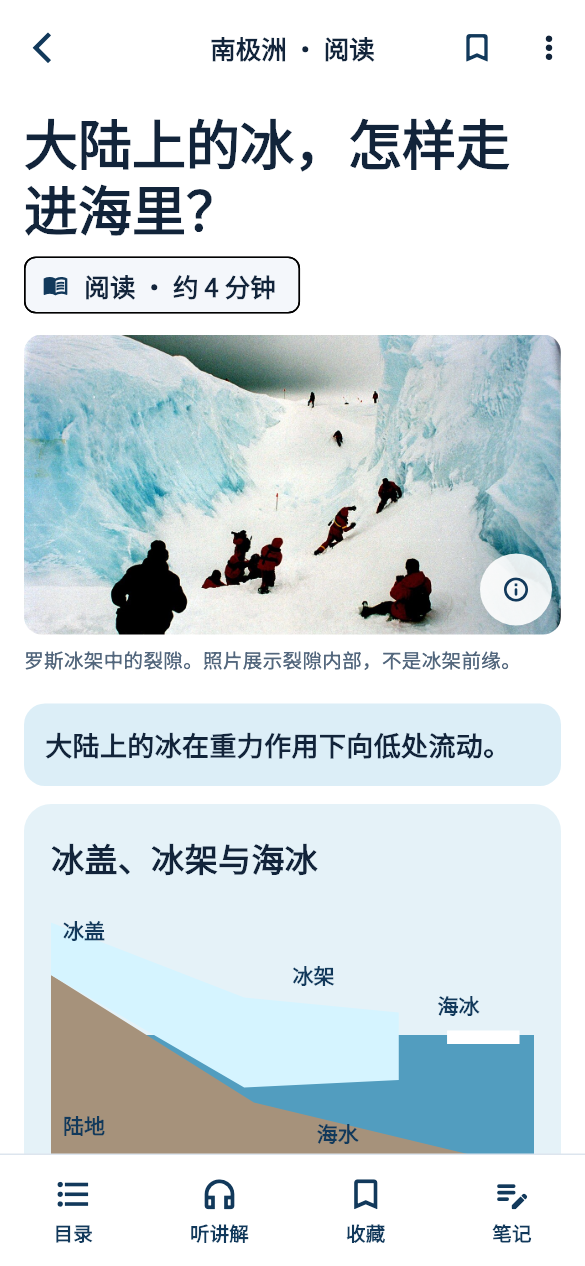 南极洲 · 阅读
大陆上的冰，怎样走
进海里？
阅读 · 约 4 分钟
罗斯冰架中的裂隙。照片展示裂隙内部，不是冰架前缘。
大陆上的冰在重力作用下向低处流动。
冰盖、冰架与海冰
冰盖
冰架
海冰
陆地
海水
目录
听讲解
收藏
笔记